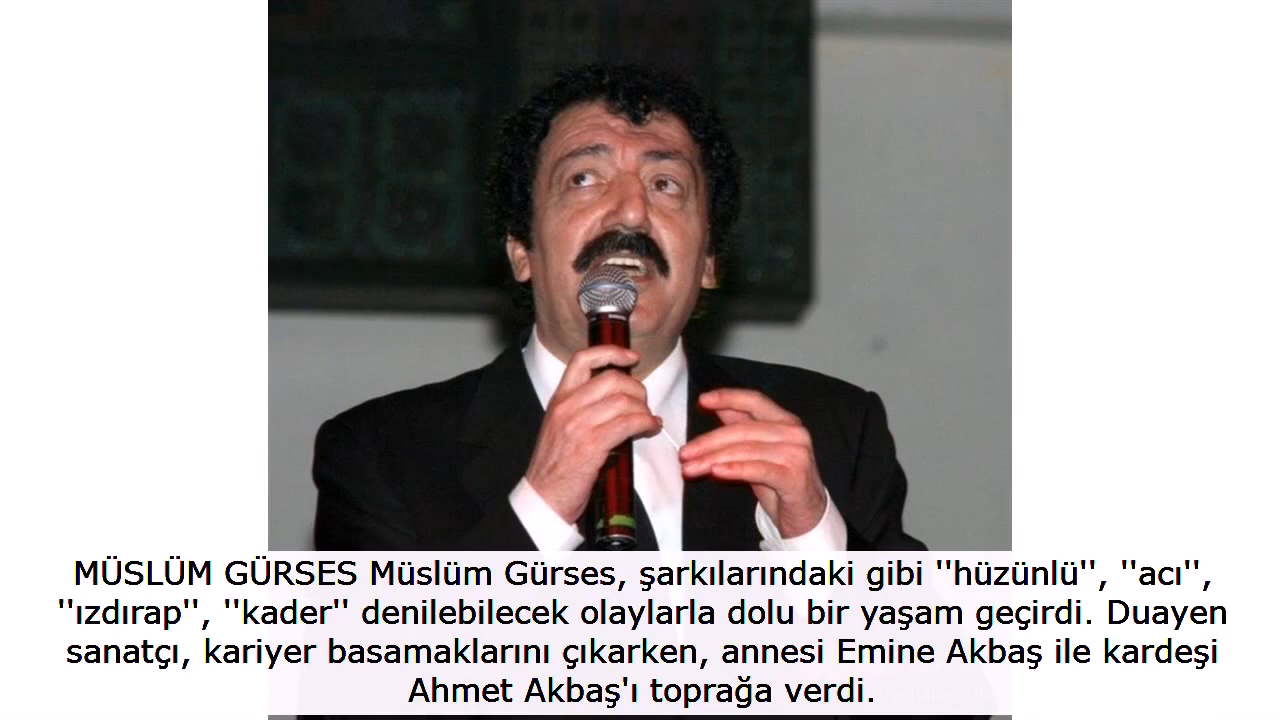 MÜSLÜM GÜRSES Müslüm Gürses, şarkılarındaki gibi ''hüzünlü'', ''acı'',
''ızdırap'', ''kader'' denilebilecek olaylarla dolu bir yaşam geçirdi. Duayen
sanatçı, kariyer basamaklarını çıkarken, annesi Emine Akbaş ile kardeşi
Ahmet Akbaş'ı toprağa verdi.